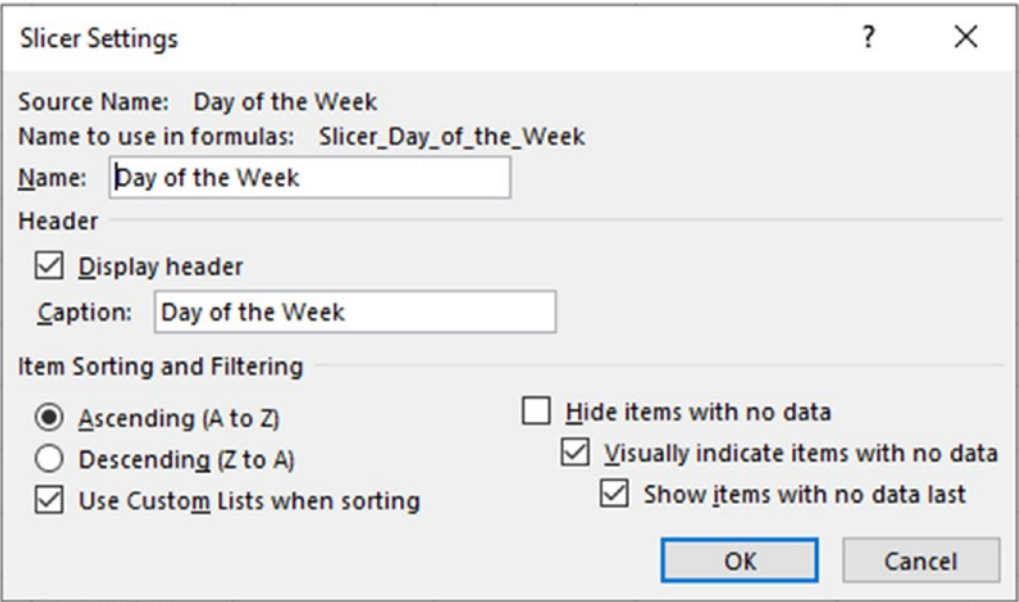 Slicer Settings ?
Source Name: Day of the Week
Name to use in formulas: Slicer_Day_of_the_Week
Name: Day of the Week
Header
Display header
Caption: Day of the Week
Item Sorting and Filtering
Ascending (A to Z)
Descending (Z to A)
Use Custom Lists when sorting
Hide items with no data
Visually indicate items with no data
Show items with no data last
OK Cancel